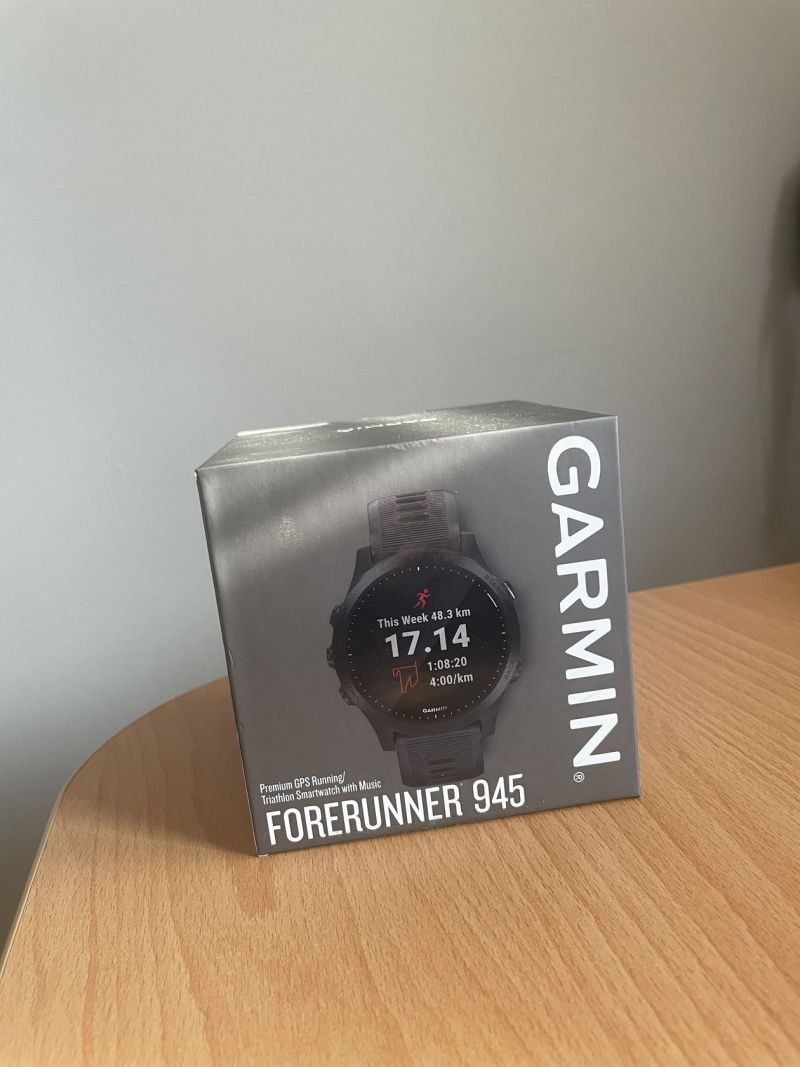 GARMIN
This Week 48.3 km
17.14
1:08:20
4:00/km
GARMIN
Premium GPS Running/
Triathlon Smartwatch with Music
FORERUNNER 945